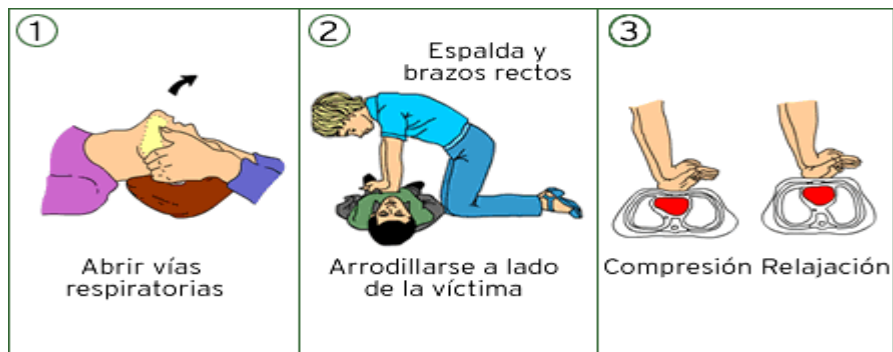 1
Abrir vías
respiratorias
2
Espalda y
brazos rectos
Arrodillarse a lado
de la víctima
3
Compresión Relajación